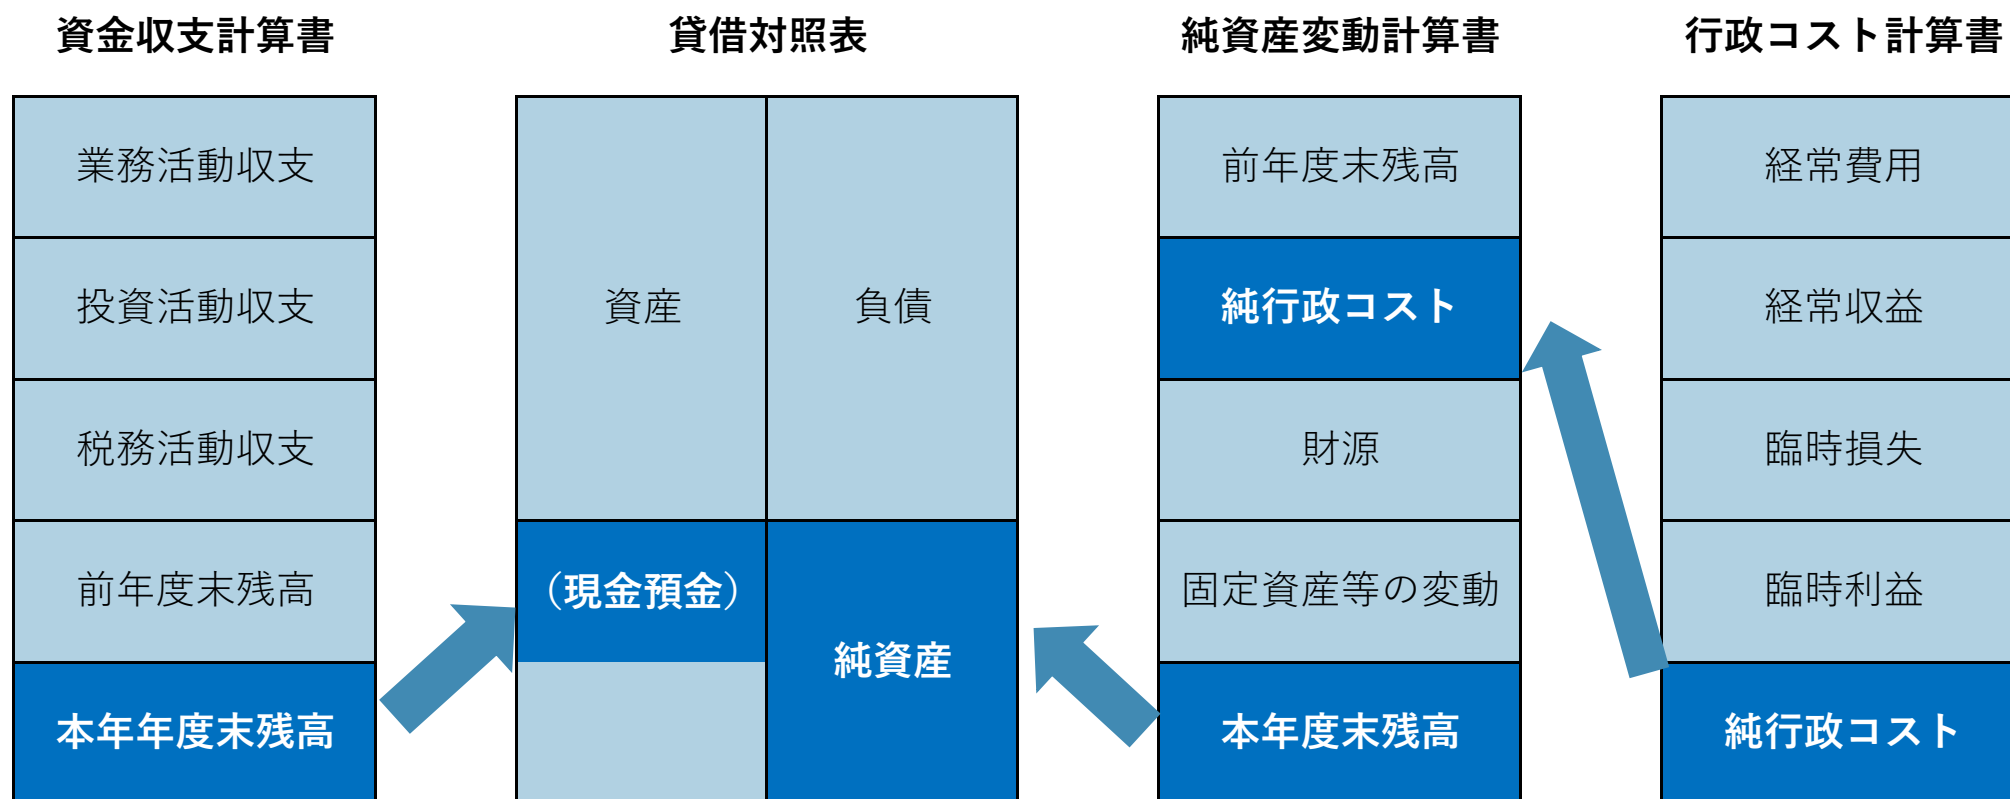 資金収支計算書
業務活動収支
投資活動収支
税務活動収支
前年度末残高
本年年度末残高
貸借対照表
資産
負債
（現金預金）
純資産
純資産変動計算書
前年度末残高
純行政コスト
財源
固定資産等の変動
本年度末残高
行政コスト計算書
経常費用
経常収益
臨時損失
臨時利益
純行政コスト